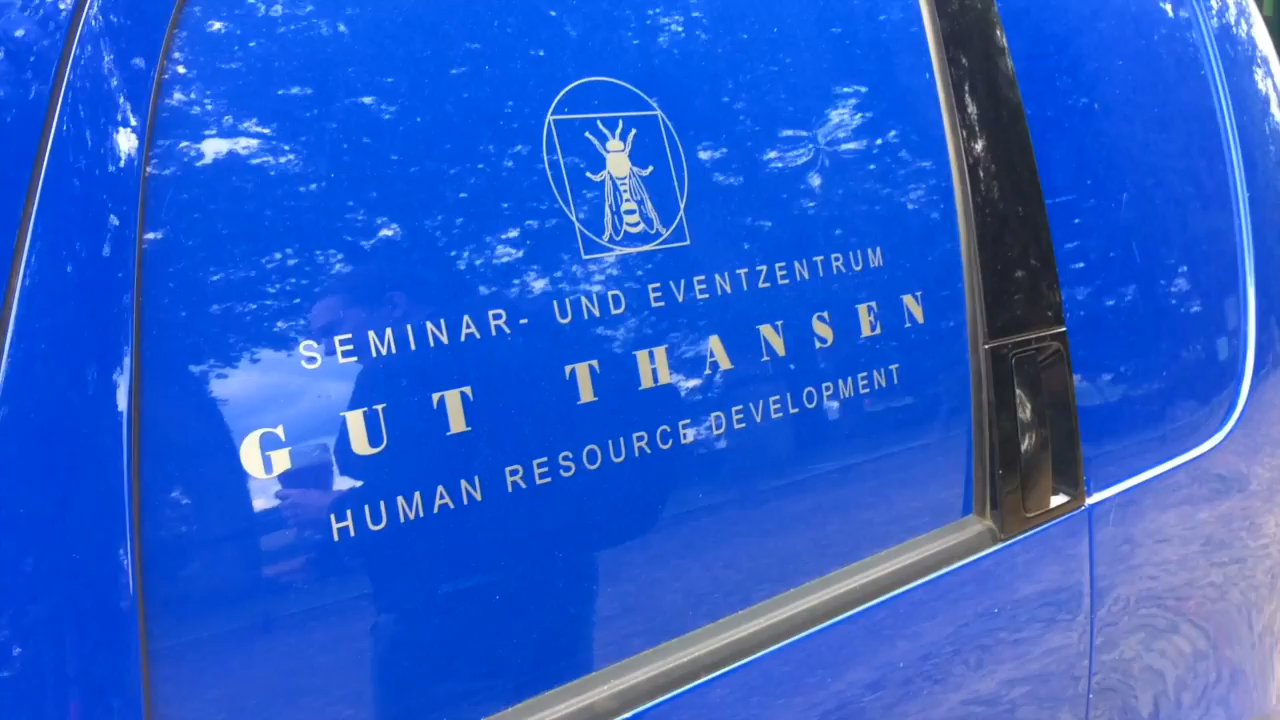 SEMINAR- UND EVENTZENTRUM
GUT THANSEN
HUMAN RESOURCE DEVELOPMENT